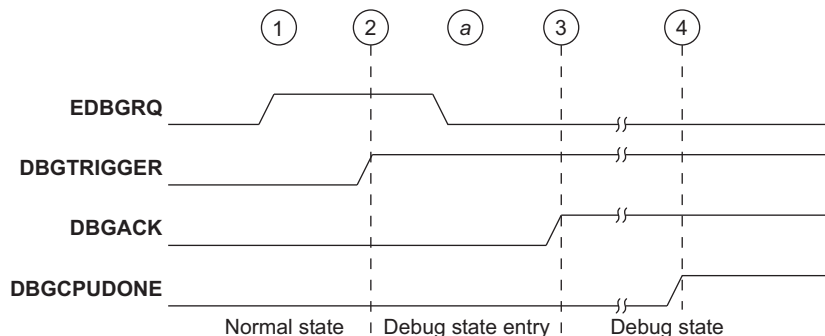 1 2 a 3 4
EDBGRQ
DBGTRIGGER
DBGACK
DBGCPUDONE
Normal state Debug state entry Debug state